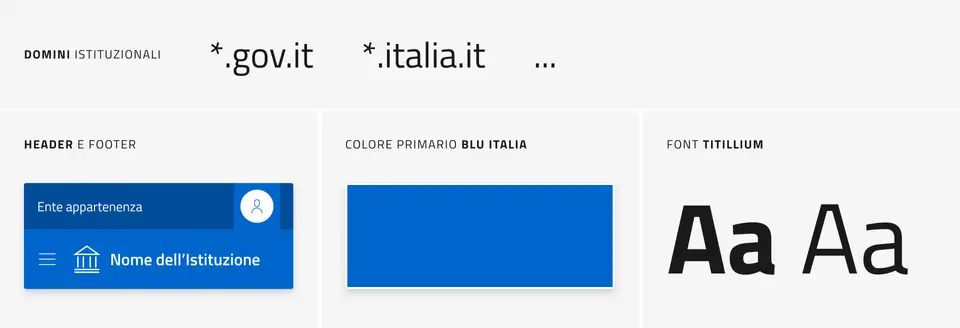 DOMINI ISTITUZIONALI
*.gov.it
*.italia.it
...
HEADER E FOOTER
Ente appartenenza
Nome dell'Istituzione
COLORE PRIMARIO BLU ITALIA
FONT TITILLIUM
Aa Aa